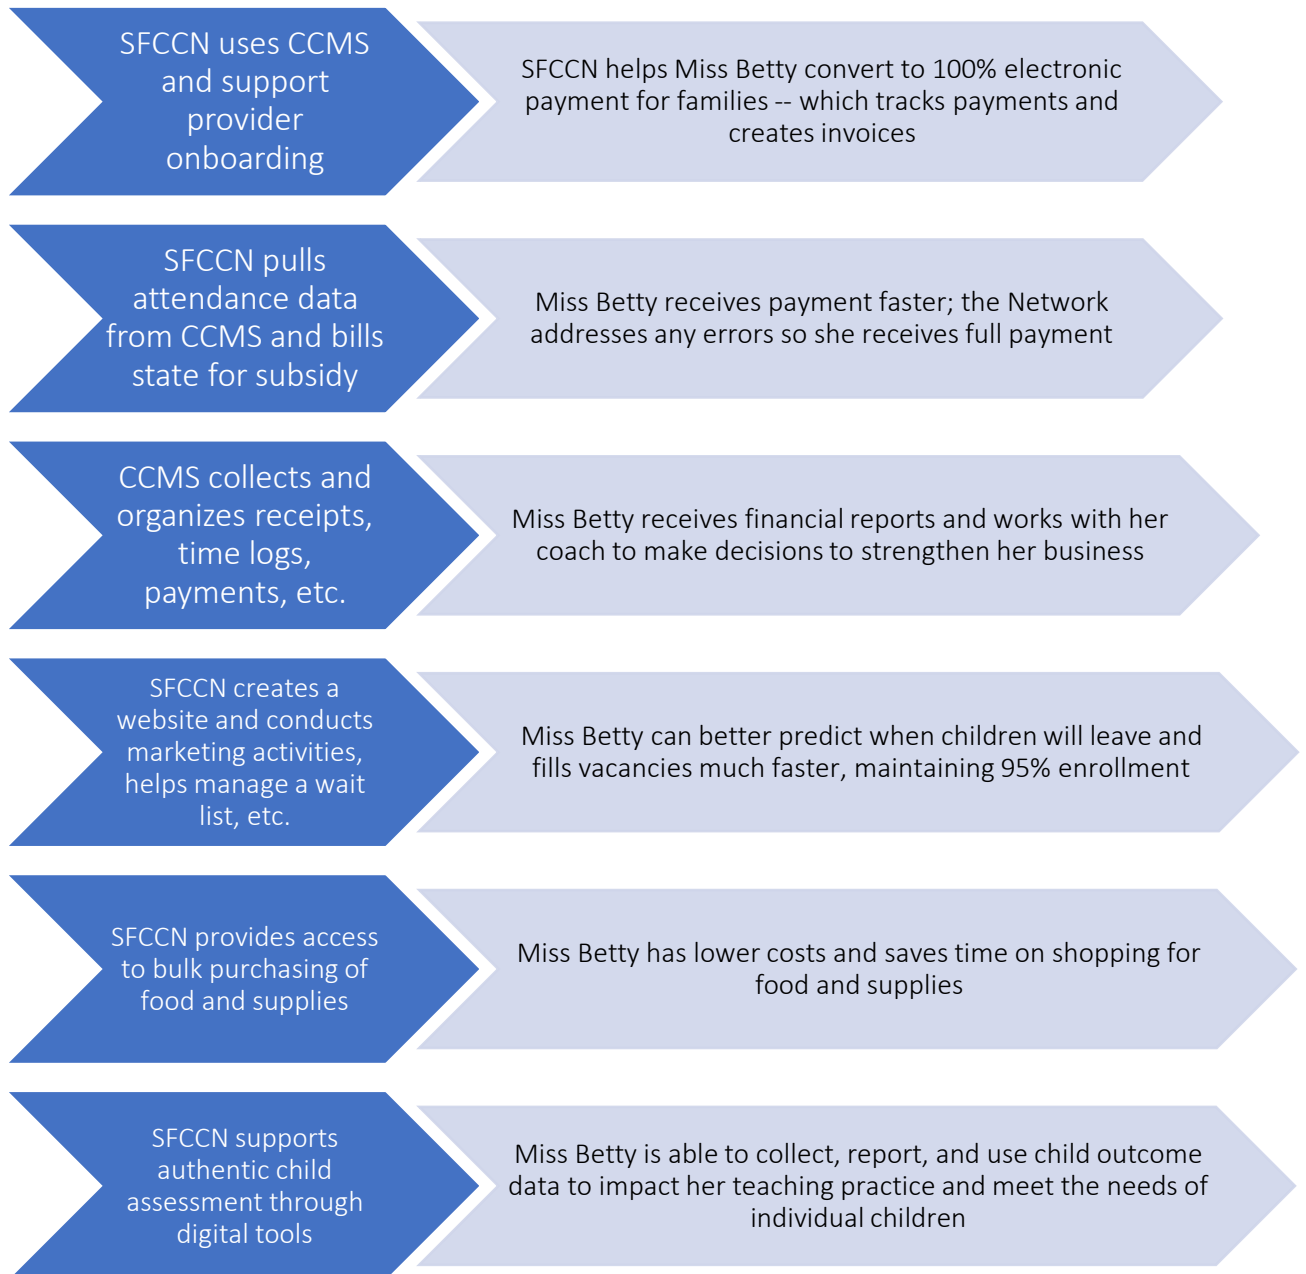 SFCCN uses CCMS
and support
provider
onboarding
SFCCN helps Miss Betty convert to 100% electronic
payment for families -- which tracks payments and
creates invoices
SFCCN pulls
attendance data
from CCMS and bills
state for subsidy
Miss Betty receives payment faster; the Network
addresses any errors so she receives full payment
CCMS collects and
organizes receipts,
time logs,
payments, etc.
Miss Betty receives financial reports and works with her
coach to make decisions to strengthen her business
SFCCN creates a
website and conducts
marketing activities,
helps manage a wait
list, etc.
Miss Betty can better predict when children will leave and
fills vacancies much faster, maintaining 95% enrollment
SFCCN provides access
to bulk purchasing of
food and supplies
Miss Betty has lower costs and saves time on shopping for
food and supplies
SFCCN supports
authentic child
assessment through
digital tools
Miss Betty is able to collect, report, and use child outcome
data to impact her teaching practice and meet the needs of
individual children